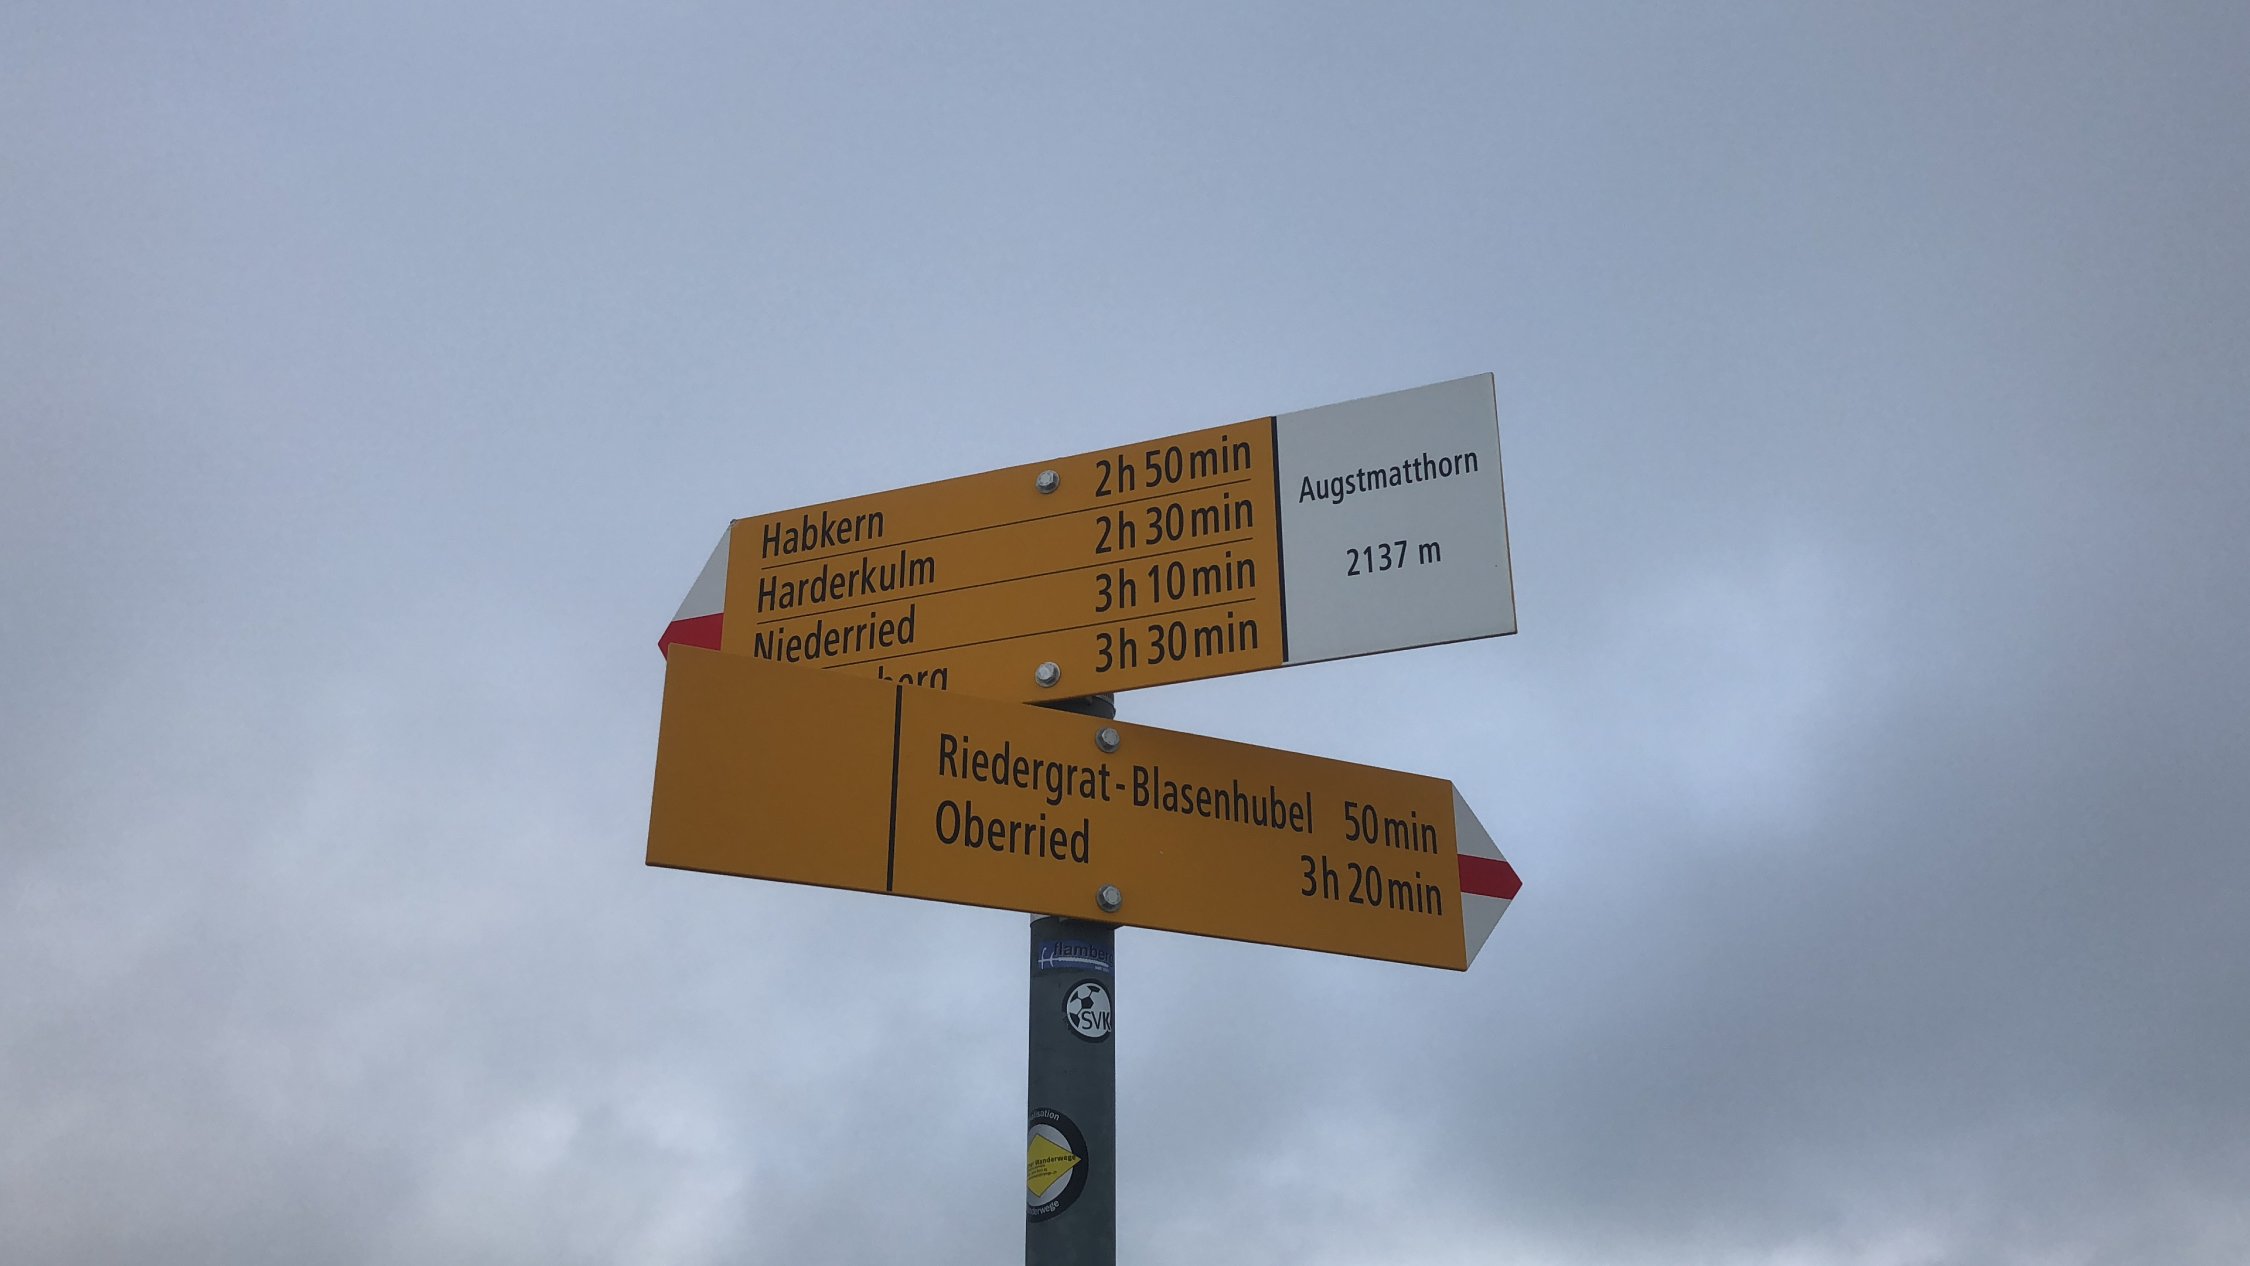 Habkern 2h 50min
Harderkulm 2h 30min
Niederried 3h 10min
3h 30min
Augstmatthorn
2137 m
Riedergrat-Blasenhubel 50min
Oberried 3h 20min
SVK
Wanderwege